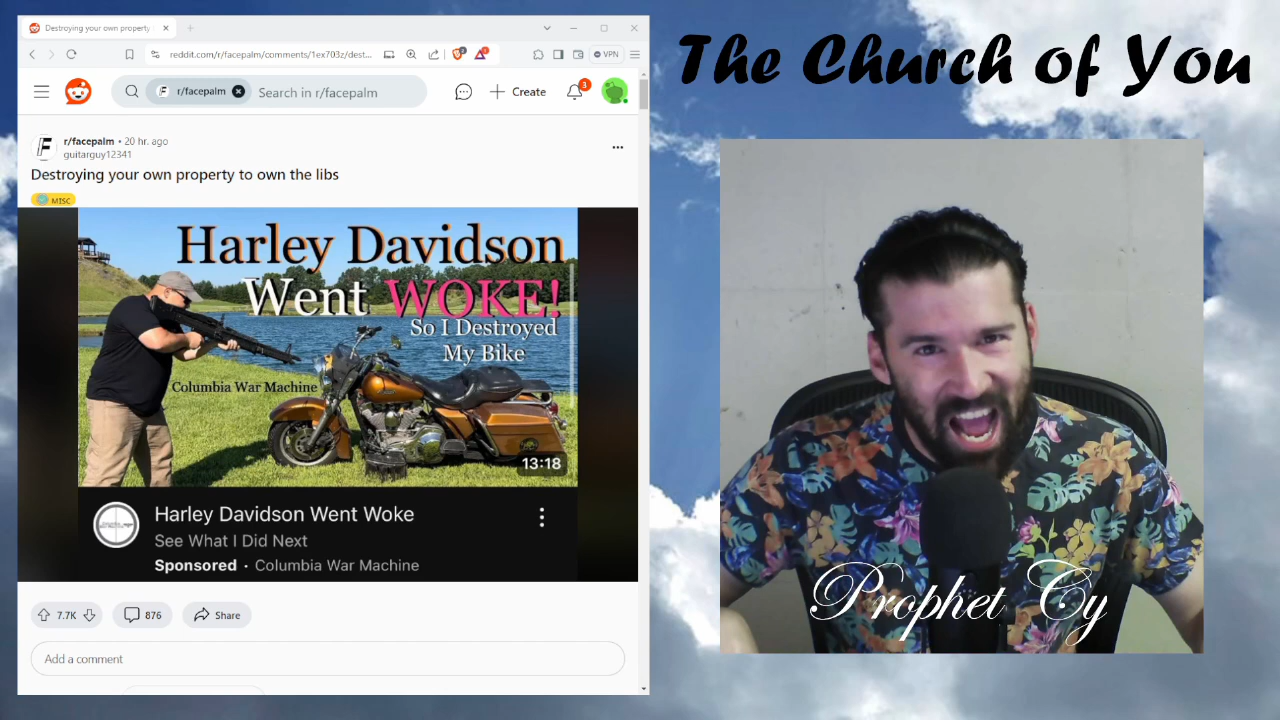 Destroying your own property
reddit.com/r/facepalm/comments/1ex703z/dest...
VPN
r/facepalm
Search in r/facepalm
Create
3
r/facepalm • 20 hr. ago
guitarguy12341
Destroying your own property to own the libs
MISC
Harley Davidson
Went WOKE!
So I Destroyed
My Bike
Columbia War Machine
13:18
Harley Davidson Went Woke
See What I Did Next
Sponsored · Columbia War Machine
7.7K
876
Share
Add a comment
The Church of You
Prophet Cy